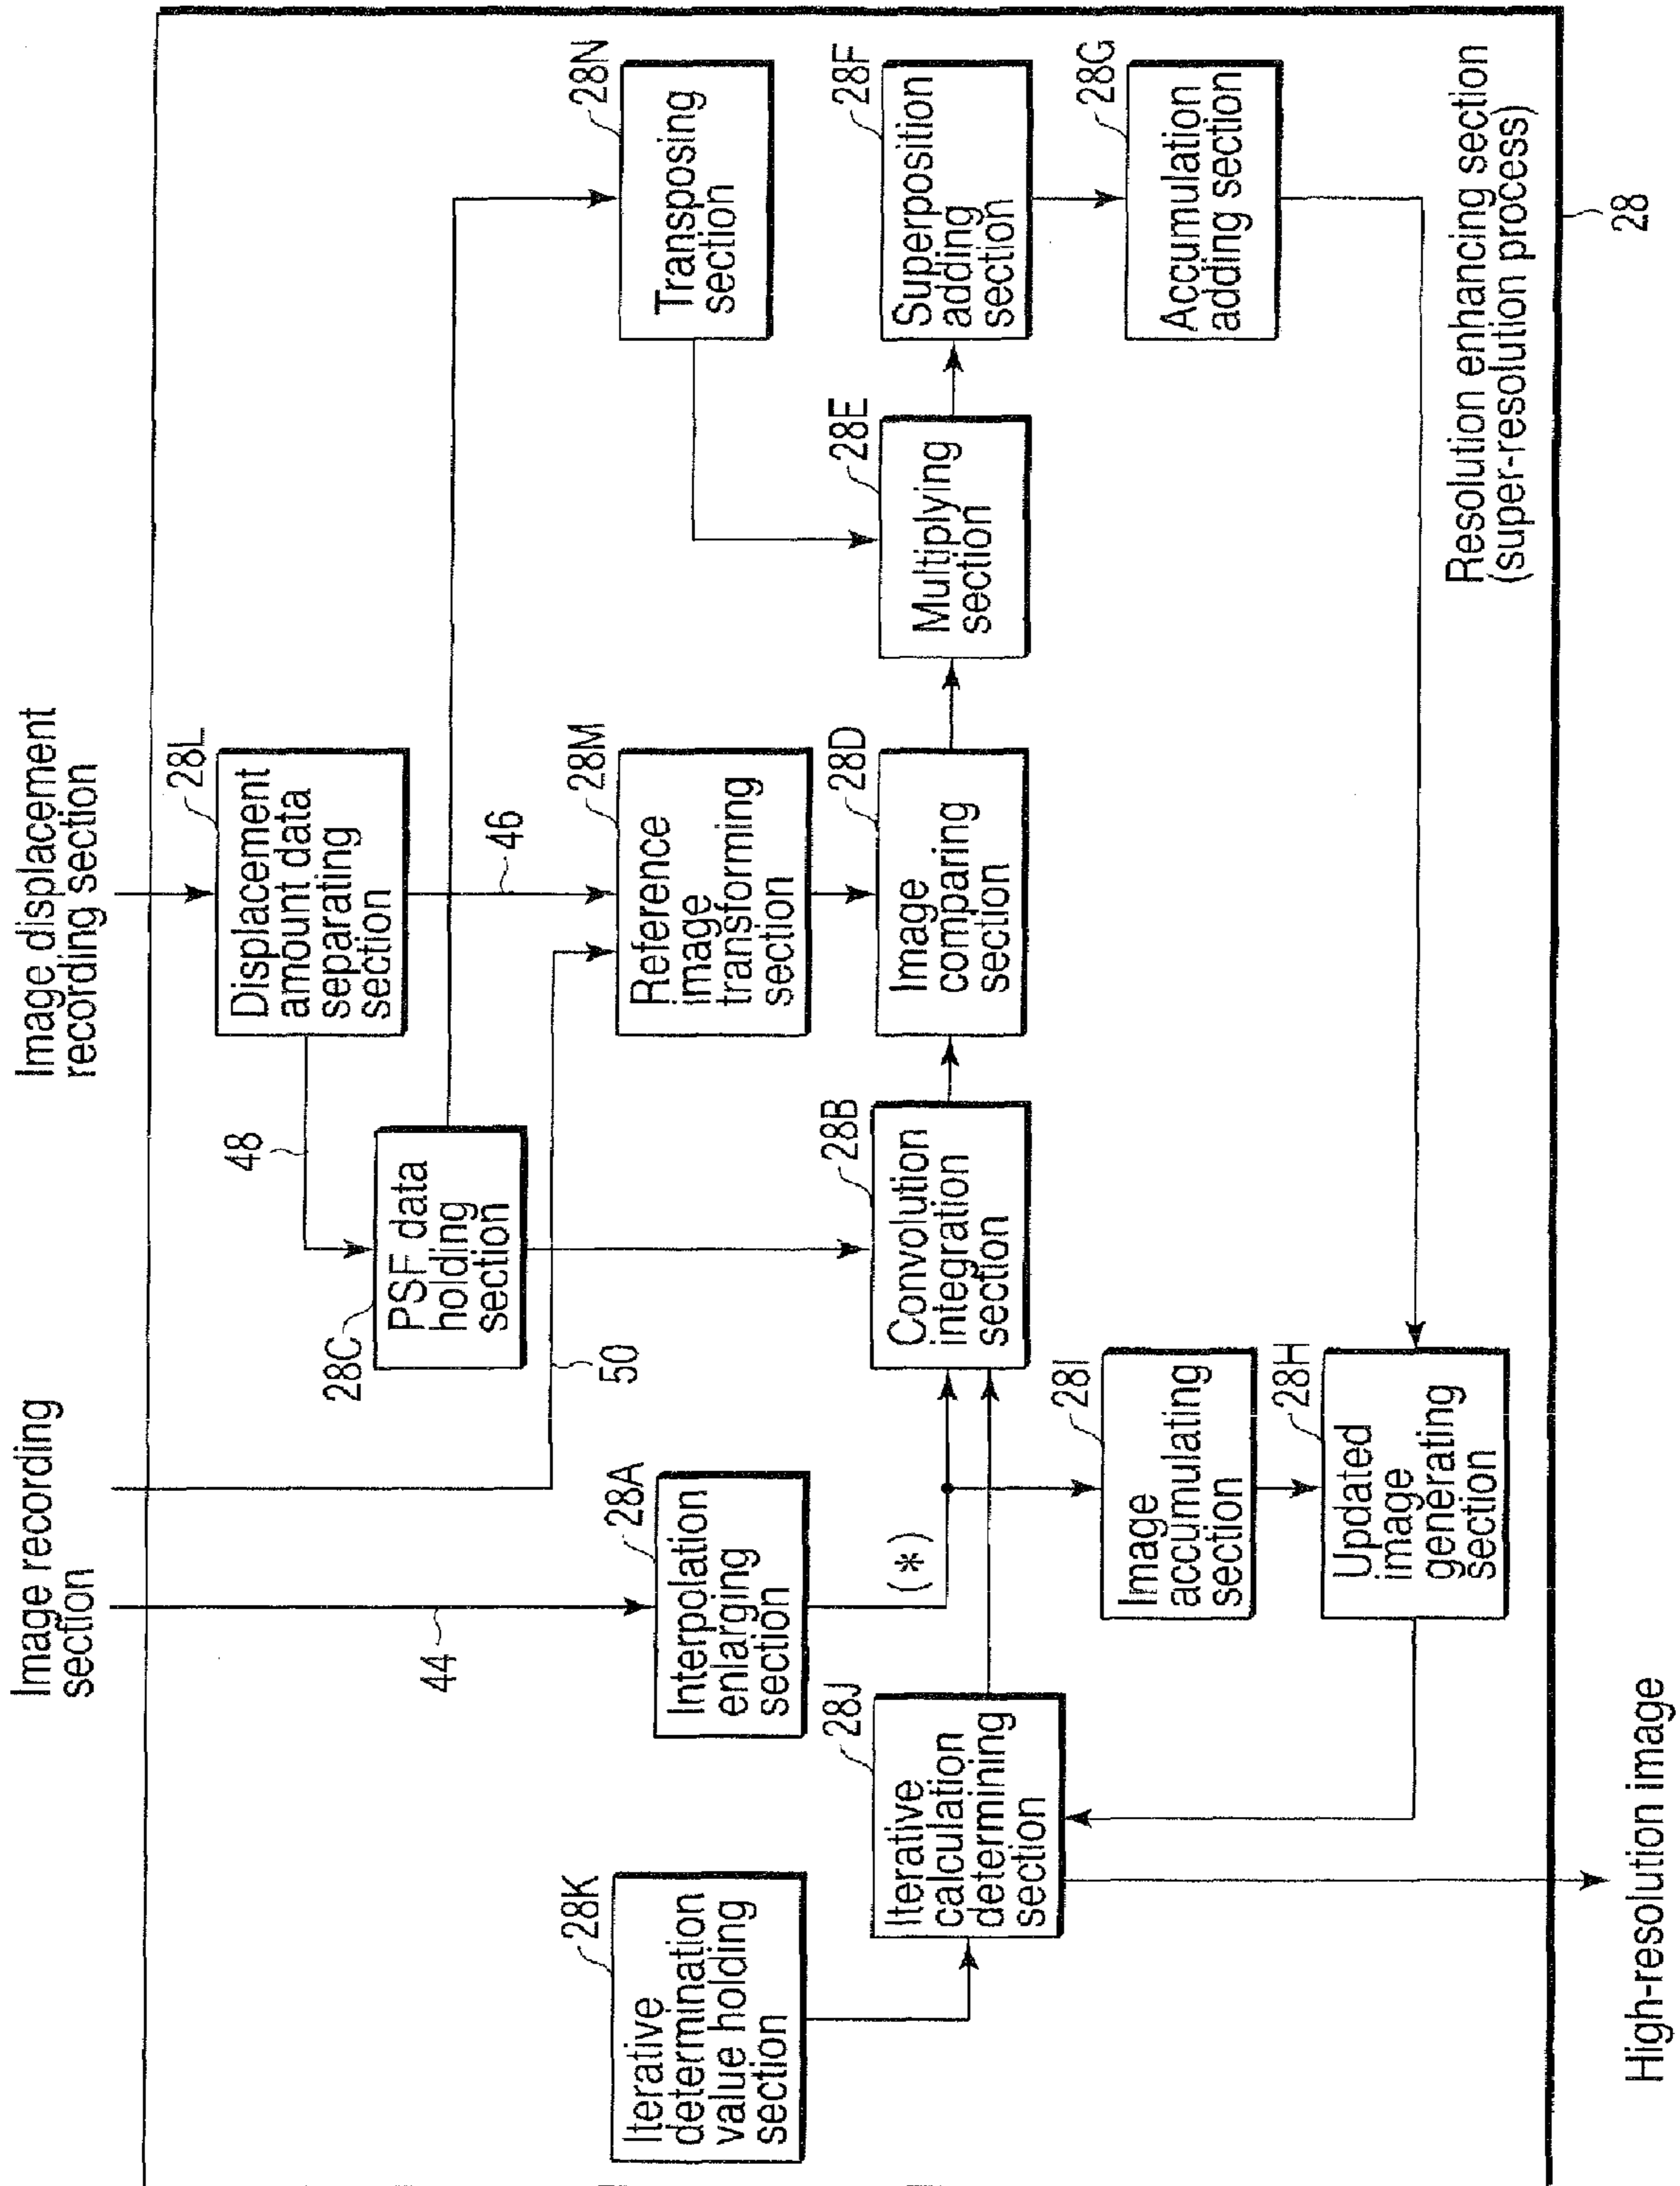 Image recording
section
Image displacement
recording section
28L
Displacement
amount data
separating
section
48
28C
PSF data
holding
section
46
44
50
28K
Iterative
determination
value holding
section
28A
Interpolation
enlarging
section
28M
Reference
image
transforming
section
28N
Transposing
section
(*)
28J
Iterative
calculation
determining
section
28B
Convolution
integration
section
28D
Image
comparing
section
28E
Multiplying
section
28F
Superposition
adding
section
28I
Image
accumulating
section
28G
Accumulation
adding section
28H
Updated
image
generating
section
Resolution enhancing section
(super-resolution process)
28
High-resolution image